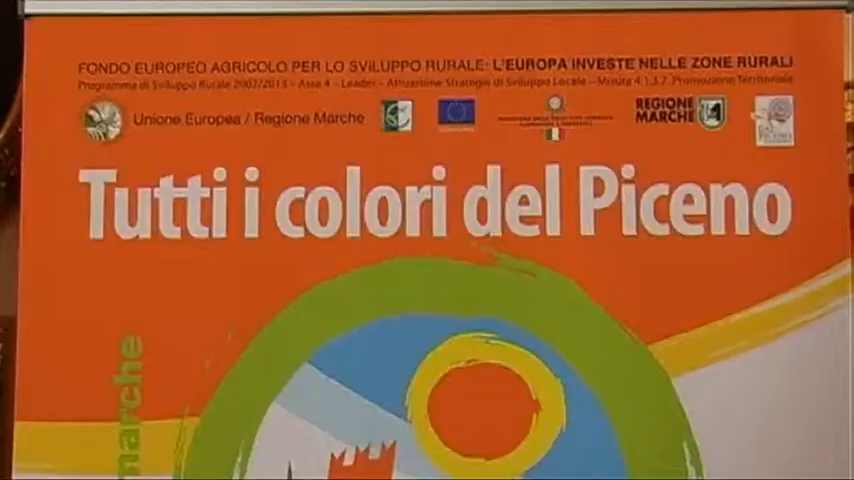 FONDO EUROPEO AGRICOLO PER LO SVILUPPO RURALE: L'EUROPA INVESTE NELLE ZONE RURALI
Programma di Sviluppo Rurale 2007/2013 – Asse 4 – Leader – Attuazione Strategie di Sviluppo Locale – Misura 4.1.3.7. Promozione Territoriale
Unione Europea / Regione Marche
REGIONE
MARCHE
PICENO
Tutti i colori del Piceno
marche